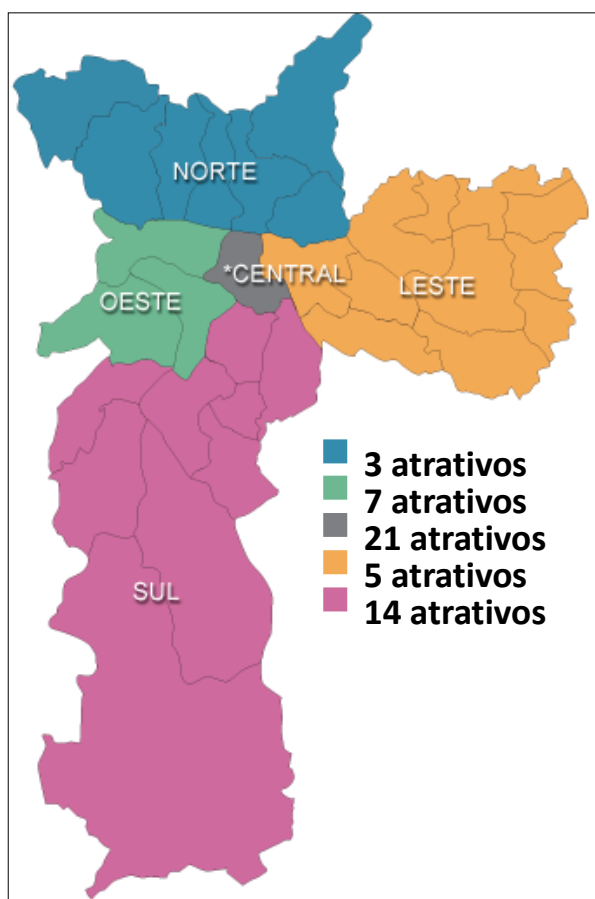 NORTE
*CENTRAL
LESTE
OESTE
3 atrativos
7 atrativos
21 atrativos
5 atrativos
14 atrativos
SUL